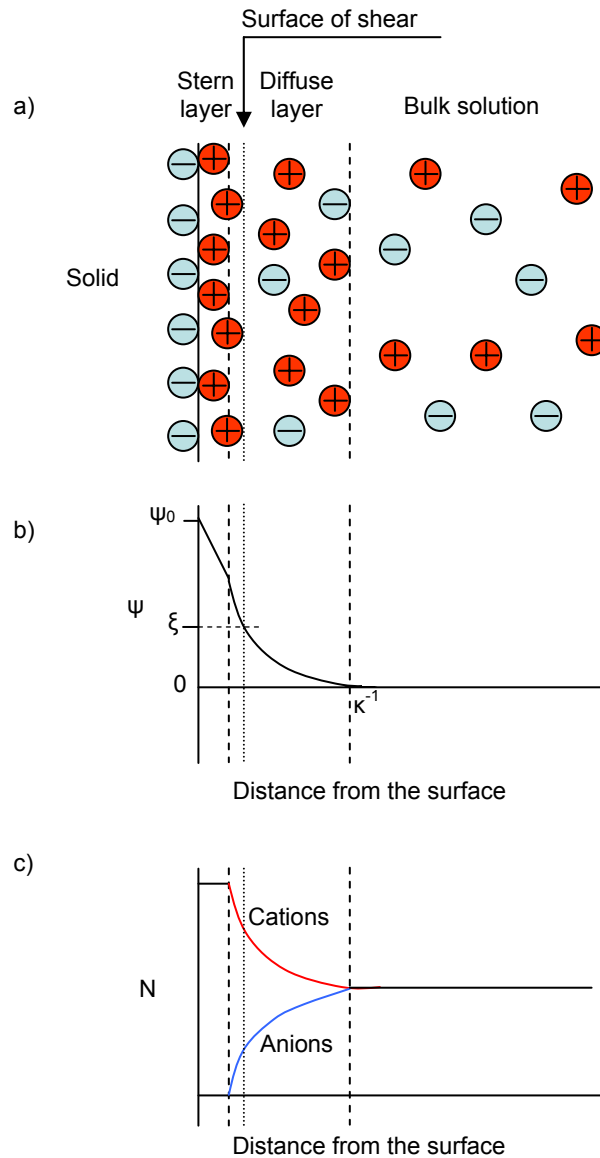 Surface of shear
a)
Stern layer
Diffuse layer
Bulk solution
Solid
b)
Ψ0
Ψ
ξ
0
κ-1
Distance from the surface
c)
Cations
N
Anions
Distance from the surface